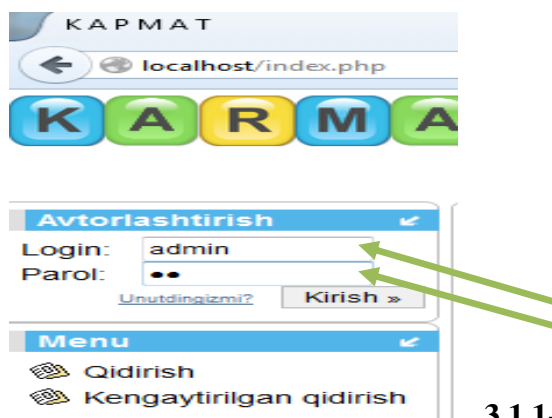 КАРМАТ
localhost/index.php
KARMA
Avtorlashtirish
Login: admin
Parol: ●●
Unutdingizmi? Kirish »
Menu
Qidirish
Kengaytirilgan qidirish
3.1.1-